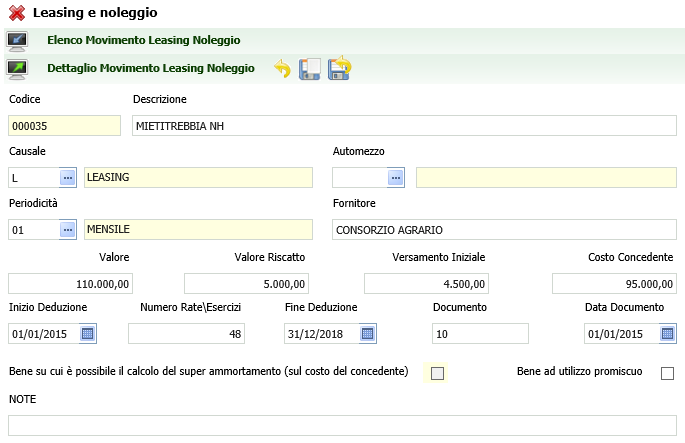 Leasing e noleggio
Elenco Movimento Leasing Noleggio
Dettaglio Movimento Leasing Noleggio
Codice Descrizione
000035 MIETITREBBIA NH
Causale Automezzo
L ... LEASING ...
Periodicità Fornitore
01 ... MENSILE CONSORZIO AGRARIO
Valore Valore Riscatto Versamento Iniziale Costo Concedente
110.000,00 5.000,00 4.500,00 95.000,00
Inizio Deduzione Numero Rate\Esercizi Fine Deduzione Documento Data Documento
01/01/2015 48 31/12/2018 10 01/01/2015
Bene su cui è possibile il calcolo del super ammortamento (sul costo del concedente) Bene ad utilizzo promiscuo
NOTE